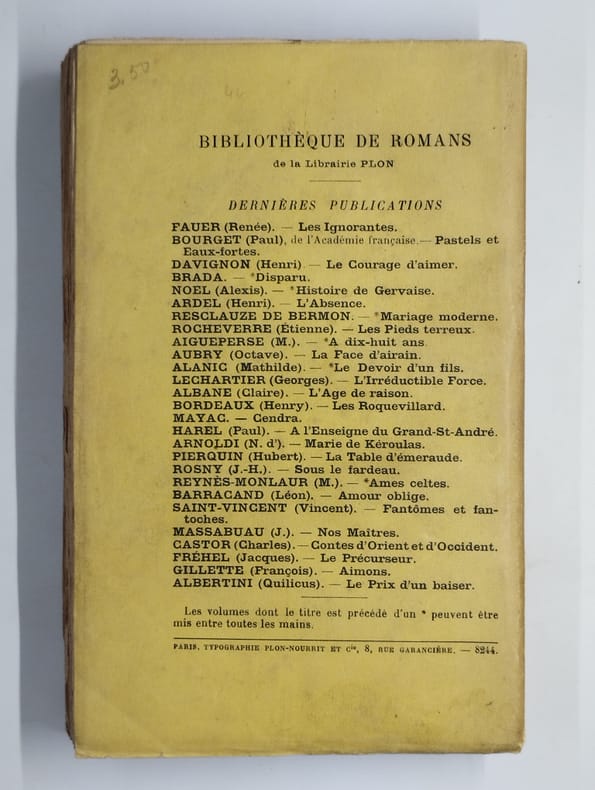 3.50
BIBLIOTHÈQUE DE ROMANS
de la Librairie PLON
DERNIÈRES PUBLICATIONS
FAUER (Renée). — Les Ignorantes.
BOURGET (Paul), de l'Académie française. — Pastels et
Eaux-fortes.
DAVIGNON (Henri) — Le Courage d'aimer.
BRADA. — *Disparu.
NOEL (Alexis). — *Histoire de Gervaise.
ARDEL (Henri). — L'Absence.
RESCLAUZE DE BERMON. — *Mariage moderne.
ROCHEVERRE (Étienne). — Les Pieds terreux.
AIGUEPERSE (M.). — *A dix-huit ans
AUBRY (Octave). — La Face d'airain.
ALANIC (Mathilde). — *Le Devoir d'un fils.
LECHARTIER (Georges). — L'Irréductible Force.
ALBANE (Claire). — L'Age de raison.
BORDEAUX (Henry). — Les Roquevillard.
MAYAC. — Cendra.
HAREL (Paul). — A l'Enseigne du Grand-St-André.
ARNOLDI (N. d'). — Marie de Kéroulas.
PIERQUIN (Hubert). — La Table d'émeraude.
ROSNY (J.-H.). — Sous le fardeau.
REYNÈS-MONLAUR (M.). — *Ames celtes.
BARRACAND (Léon). — Amour oblige.
SAINT-VINCENT (Vincent). — Fantômes et fan-
toches.
MASSABUAU (J.). — Nos Maîtres.
CASTOR (Charles). — Contes d'Orient et d'Occident.
FRÉHEL (Jacques). — Le Précurseur.
GILLETTE (François). — Aimons.
ALBERTINI (Quilicus). — Le Prix d'un baiser.
Les volumes dont le titre est précédé d'un * peuvent être
mis entre toutes les mains.
PARIS. TYPOGRAPHIE PLON-NOURRIT ET Cie, 8, RUE GARANCIÈRE. — 8244.